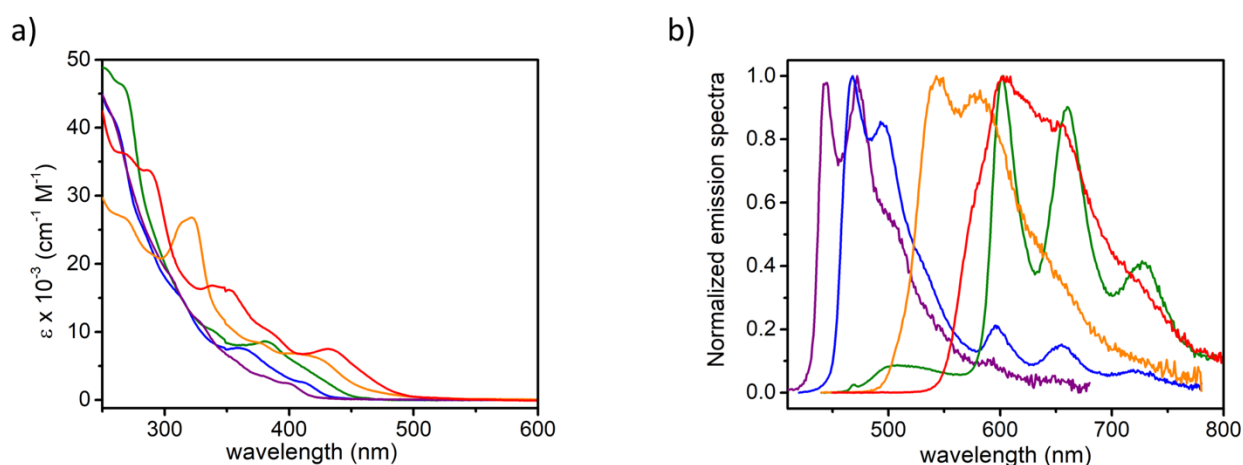 a)
50
40
30
20
10
0
ε x 10⁻³ (cm⁻¹ M⁻¹)
300 400 500 600
wavelength (nm)
b)
1.0
0.8
0.6
0.4
0.2
0.0
Normalized emission spectra
500 600 700 800
wavelength (nm)